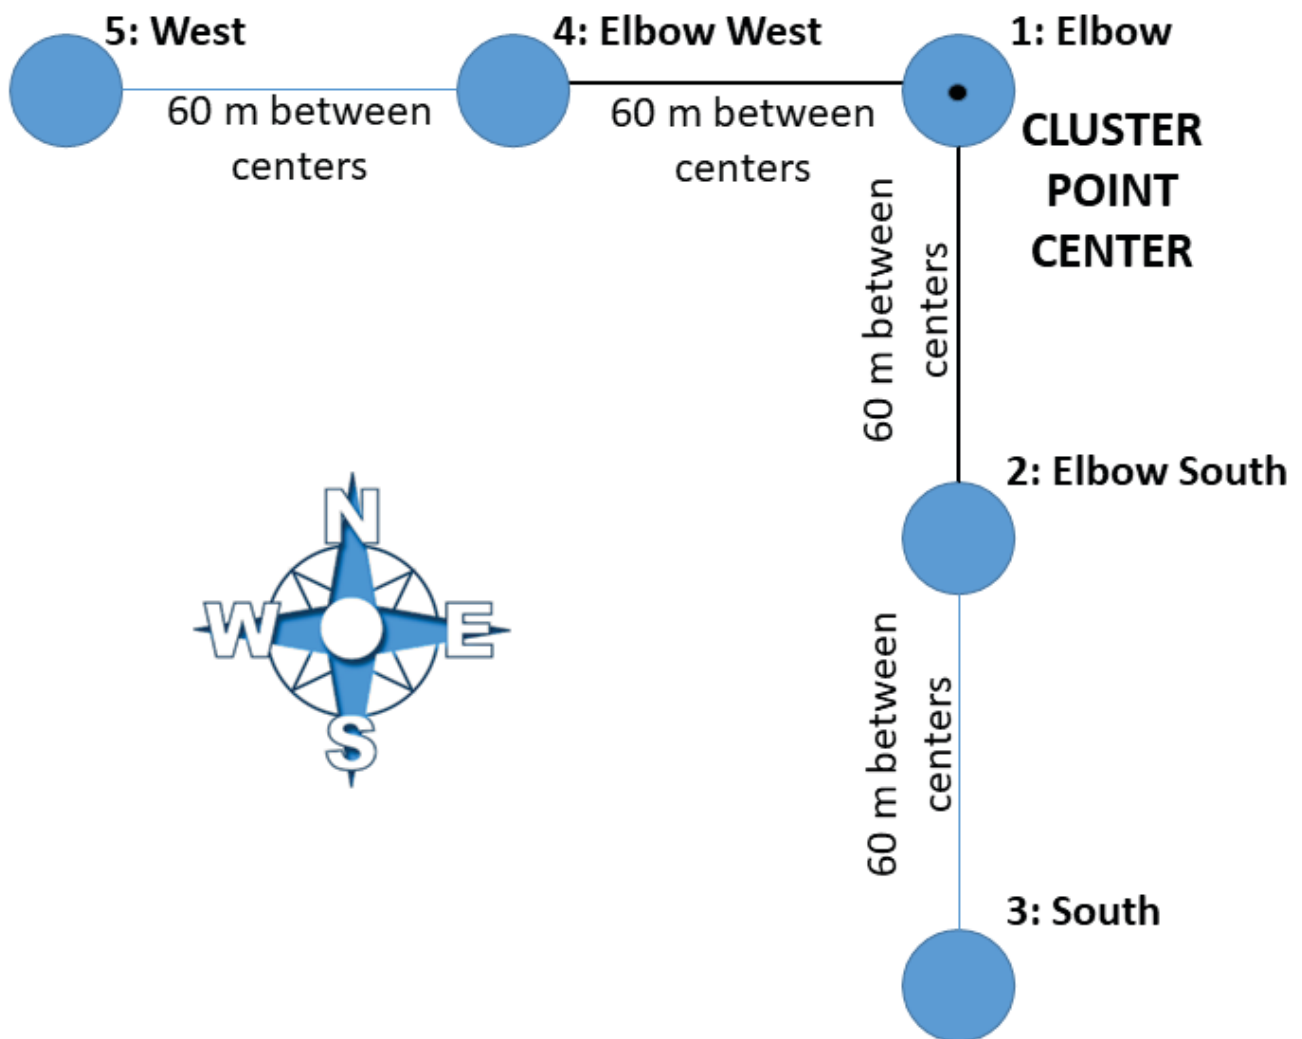 5: West
4: Elbow West
1: Elbow
60 m between
centers
60 m between
centers
CLUSTER
POINT
CENTER
60 m between
centers
2: Elbow South
N
W
E
S
60 m between
centers
3: South